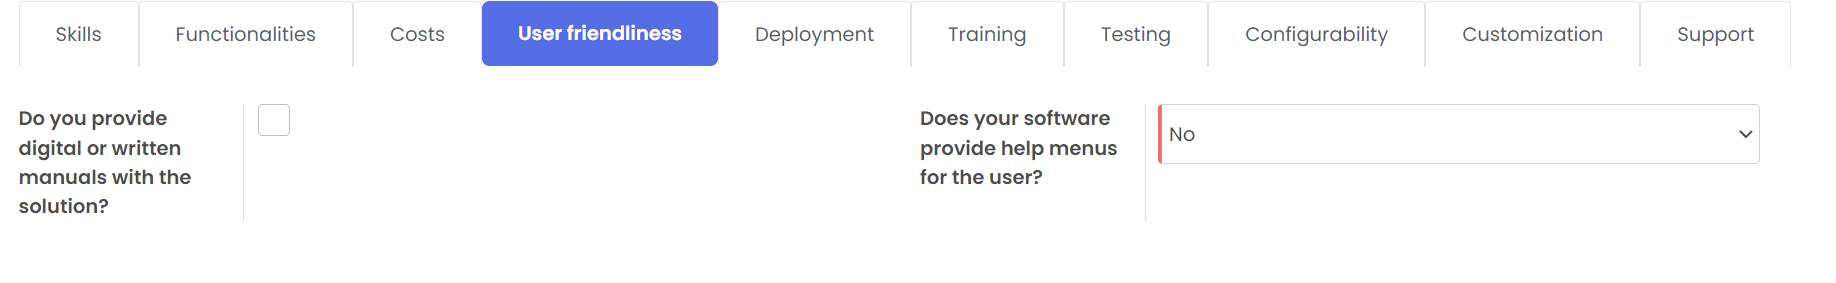 Skills Functionalities Costs User friendliness Deployment Training Testing Configurability Customization Support
Do you provide
digital or written
manuals with the
solution?
Does your software
provide help menus
for the user?
No